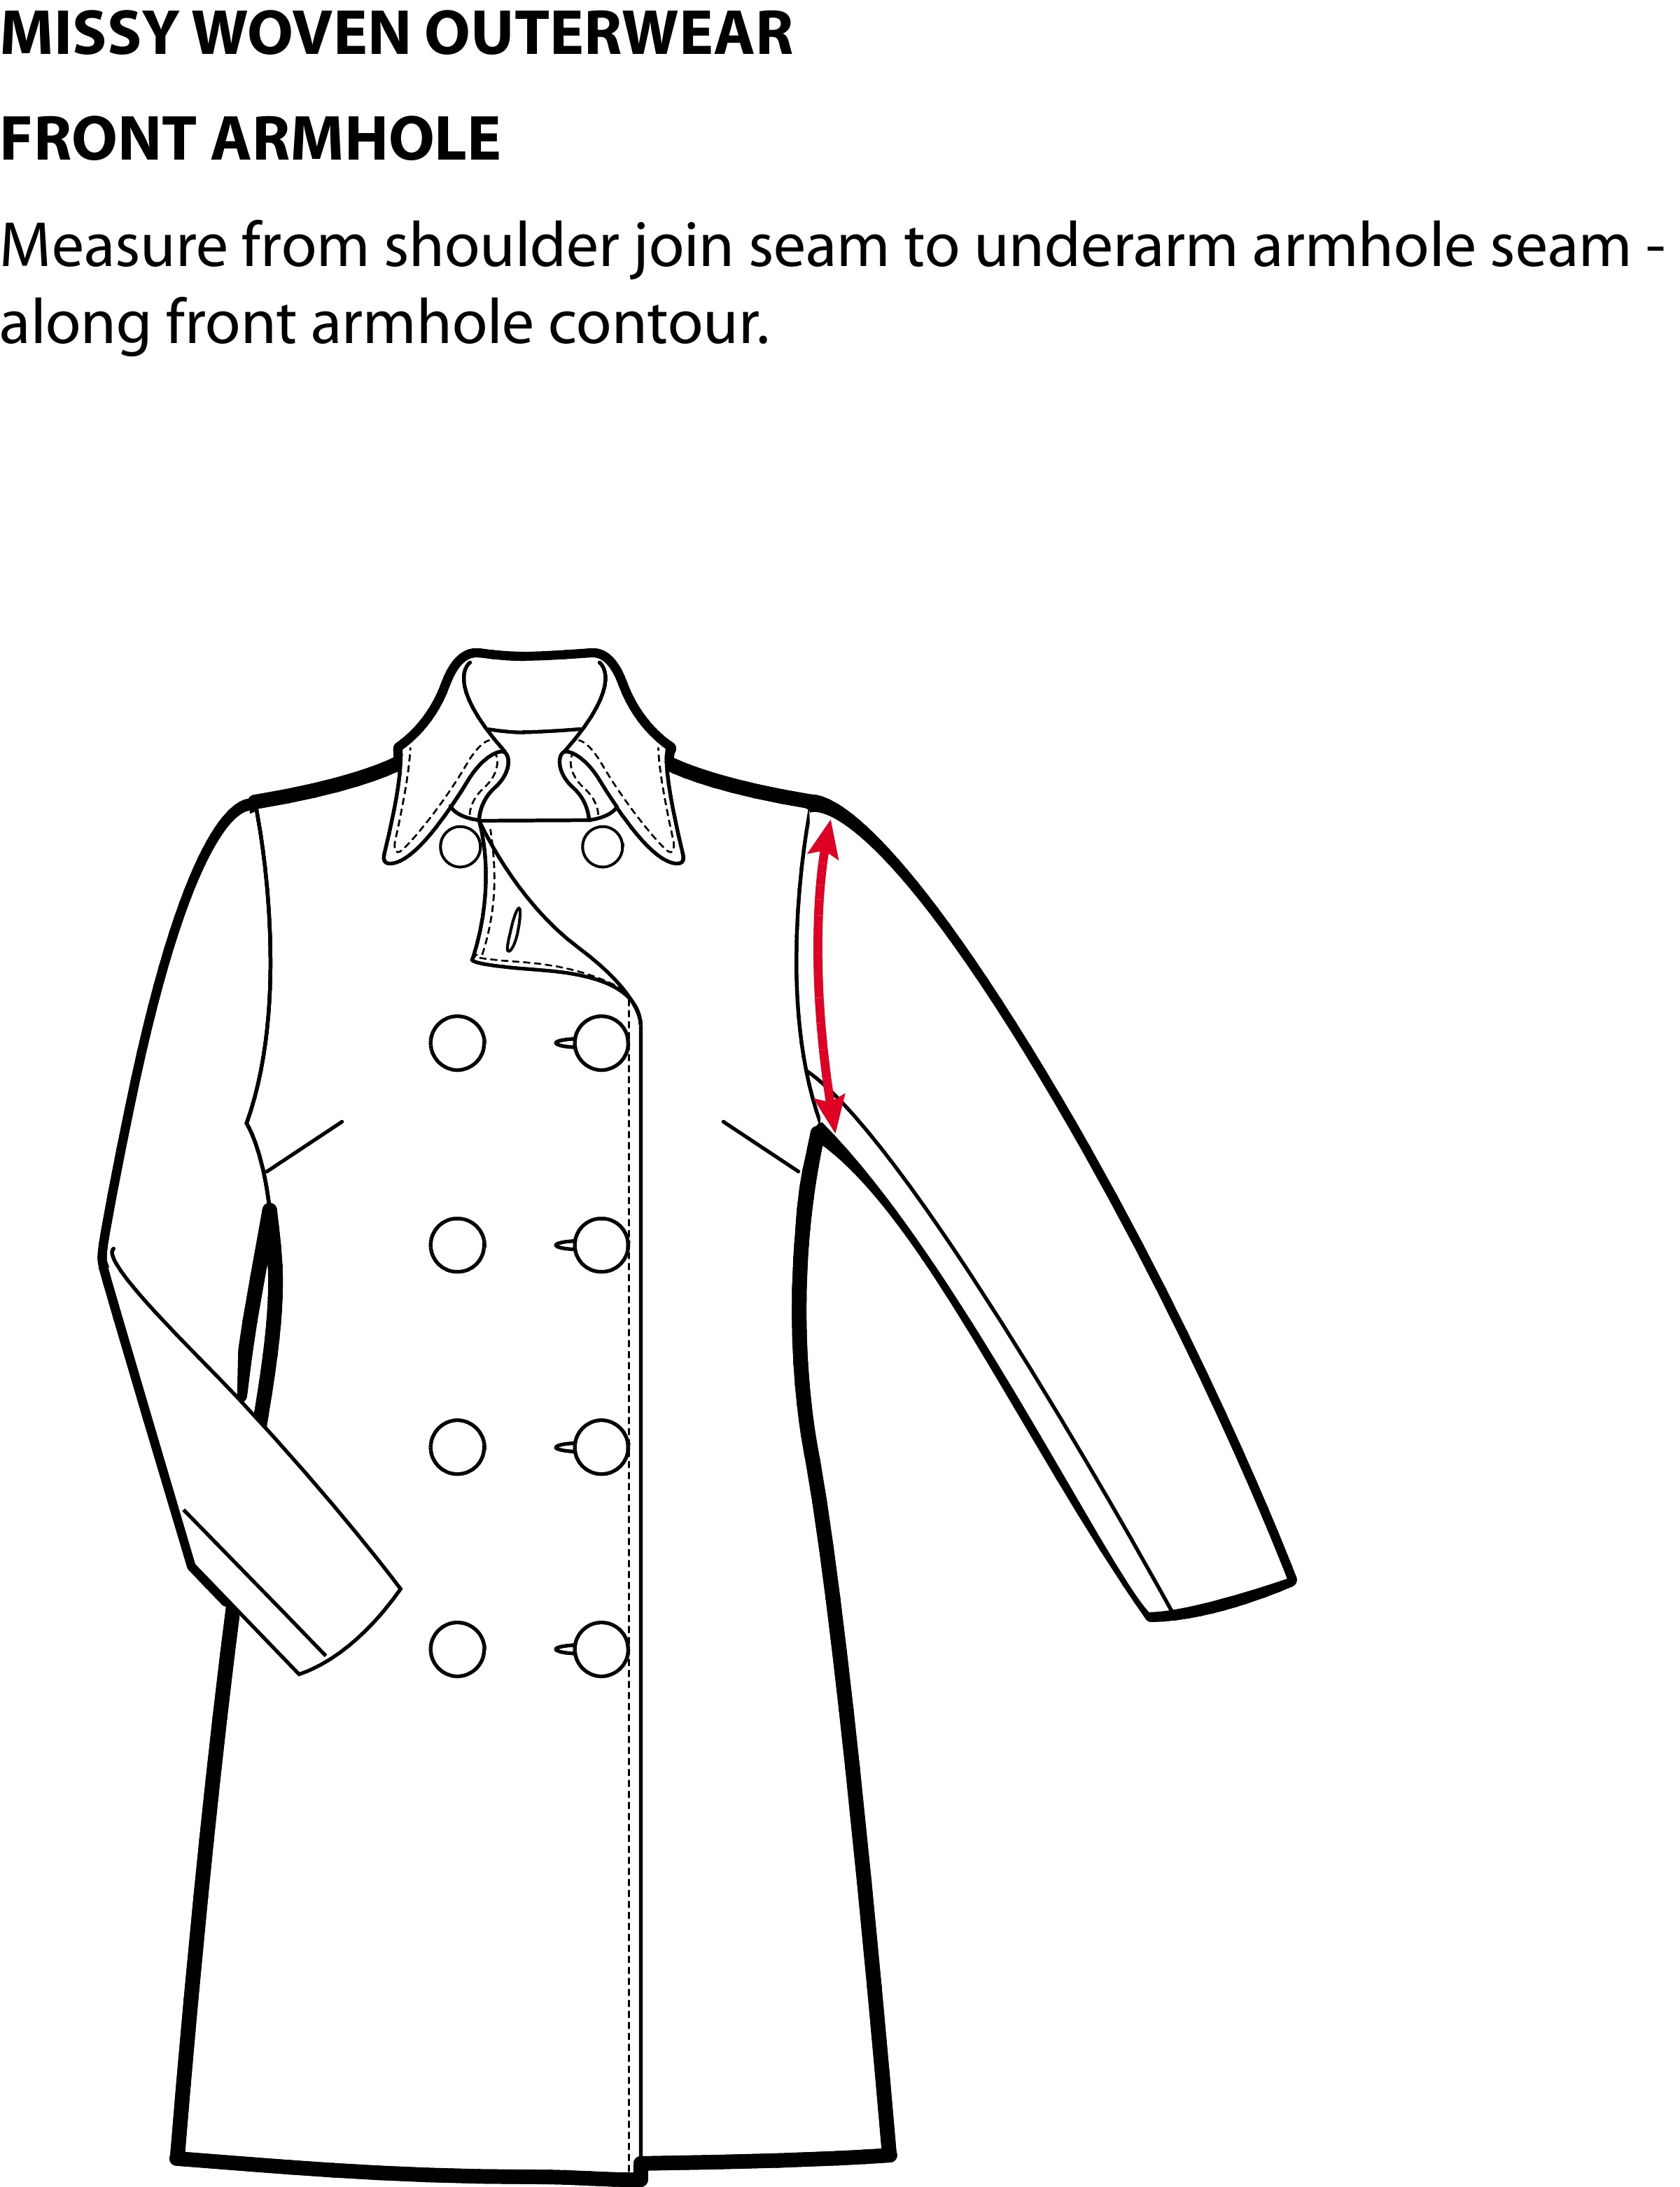 MISSY WOVEN OUTERWEAR
FRONT ARMHOLE
Measure from shoulder join seam to underarm armhole seam -
along front armhole contour.